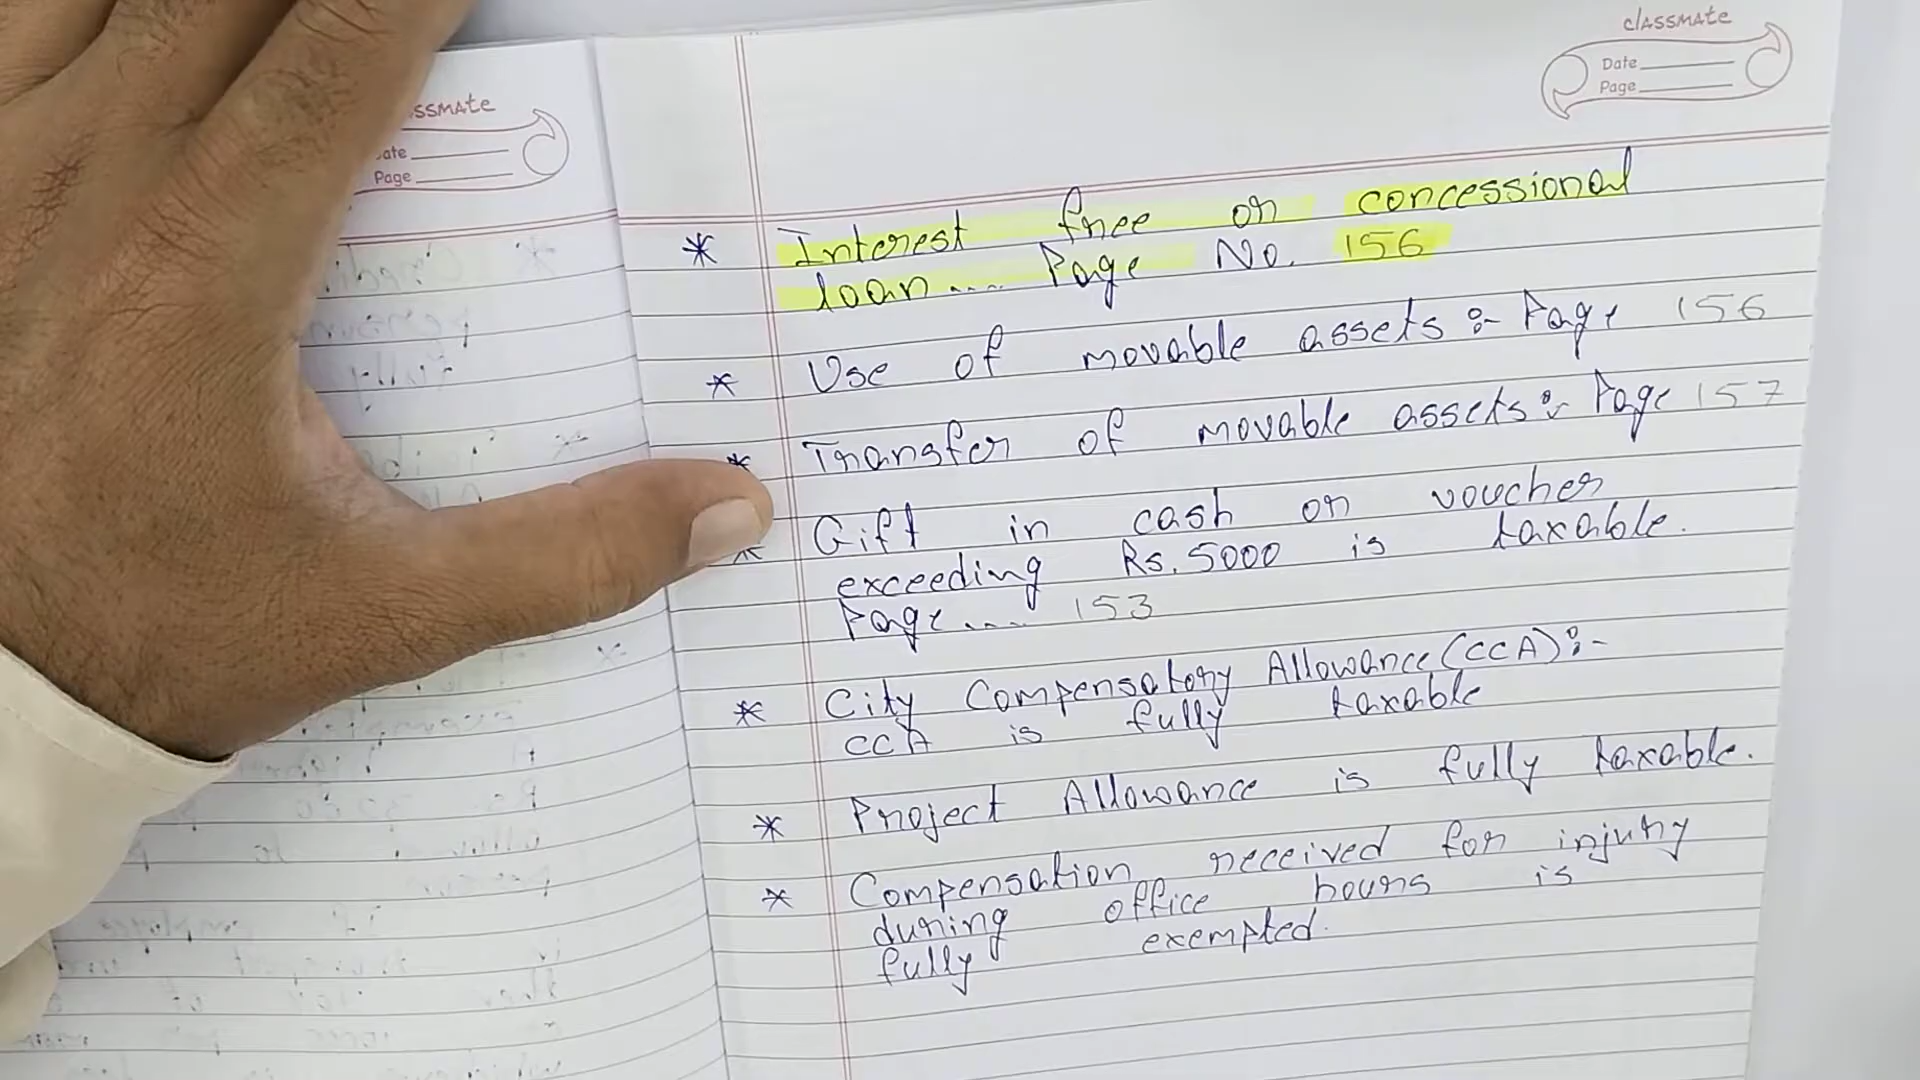 classmate
Date
Page
ssmate
ate
Page
* Interest free or concessional
loan.... Page No. 156
* Use of movable assets :- Page 156
* Transfer of movable assets :- Page 157
* Gift in cash or voucher
exceeding Rs. 5000 is taxable.
Page.... 153
* City Compensatory Allowance (CCA) :-
CCA is fully taxable
* Project Allowance is fully taxable.
* Compensation received for injury
during office hours is
fully exempted.